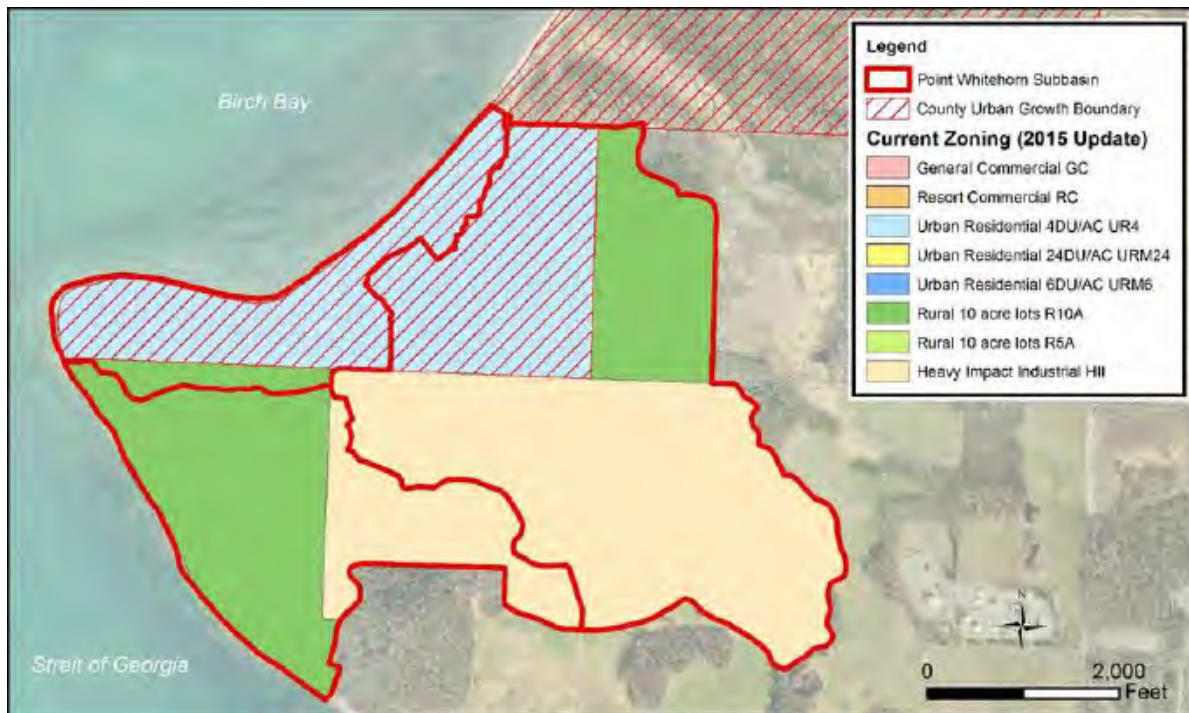 Birch Bay
Strait of Georgia
Legend
Point Whitehorn Subbasin
County Urban Growth Boundary
Current Zoning (2015 Update)
General Commercial GC
Resort Commercial RC
Urban Residential 4DU/AC UR4
Urban Residential 24DU/AC URM24
Urban Residential 6DU/AC URM6
Rural 10 acre lots R10A
Rural 10 acre lots R5A
Heavy Impact Industrial HII
N
0 2,000
Feet